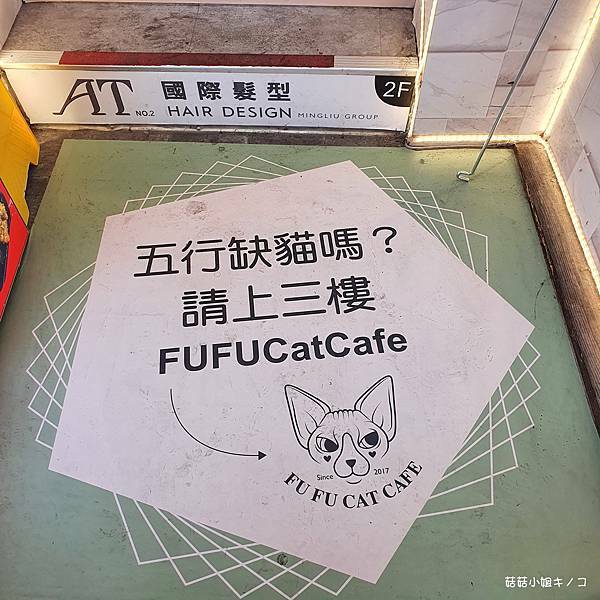 AT 國際髮型 2F
NO.2 HAIR DESIGN MINGLIU GROUP
五行缺貓嗎？
請上三樓
FUFUCatCafe
Since 2017
FU FU CAT CAFE
菇菇小姐キノコ